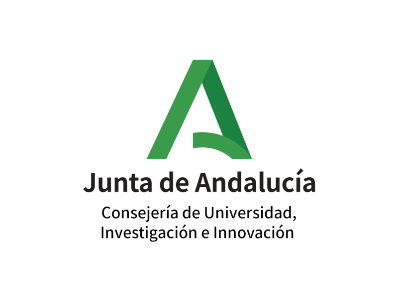 Junta de Andalucía
Consejería de Universidad,
Investigación e Innovación